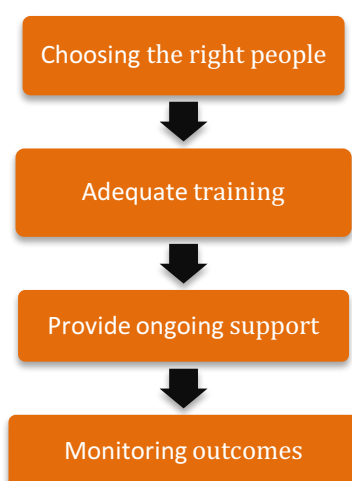 Choosing the right people
Adequate training
Provide ongoing support
Monitoring outcomes